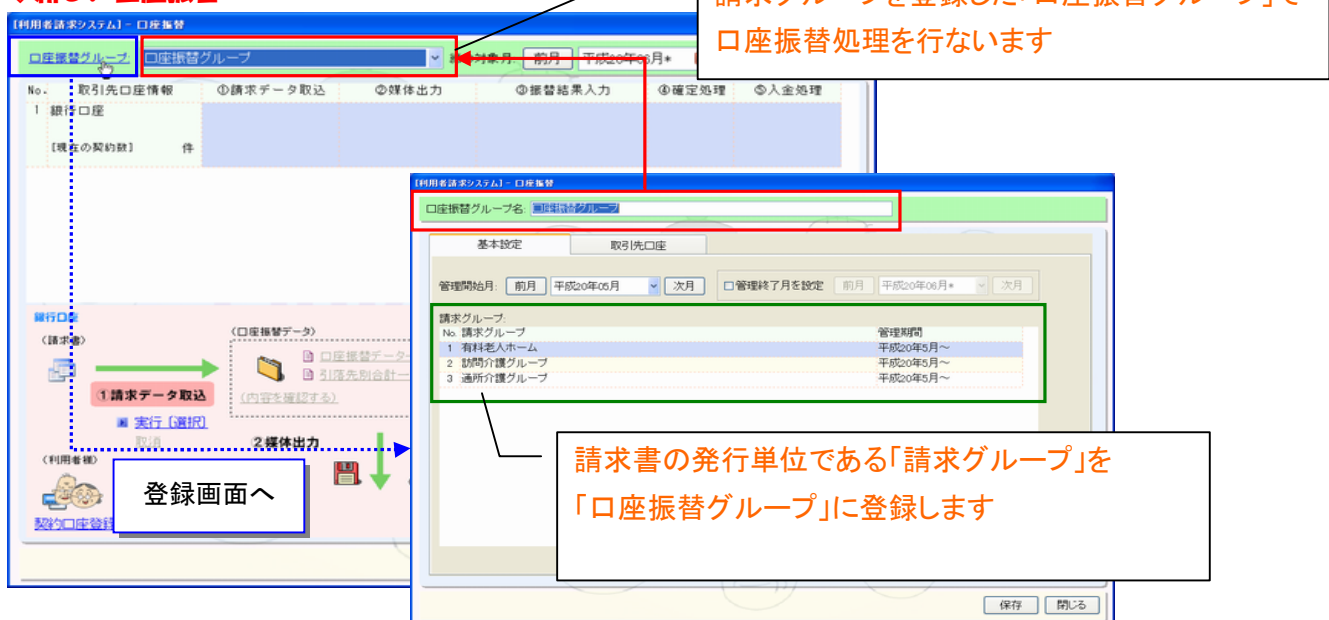 [利用者請求システム] - 口座振替
口座振替グループ:
口座振替グループ
前月
平成20年06月*
口座振替処理を行ないます
No. 取引先口座情報 ①請求データ取込 ②媒体出力 ③振替結果入力 ④確定処理 ⑤入金処理
1 銀行口座
[現在の契約数] 件
[利用者請求システム] - 口座振替
口座振替グループ名: 口座振替グループ
基本設定 取引先口座
管理開始月: 前月 平成20年05月 次月 管理終了月を設定 前月 平成20年06月* 次月
請求グループ:
No. 請求グループ 管理期間
1 有料老人ホーム 平成20年5月～
2 訪問介護グループ 平成20年5月～
3 通所介護グループ 平成20年5月～
銀行口座
(請求書)
(口座振替データ)
口座振替データ
引落先別合計一
①請求データ取込
(内容を確認する)
実行 [選択]
取消
2媒体出力
(利用者様)
登録画面へ
契約口座登録
請求書の発行単位である「請求グループ」を
「口座振替グループ」に登録します
保存 閉じる